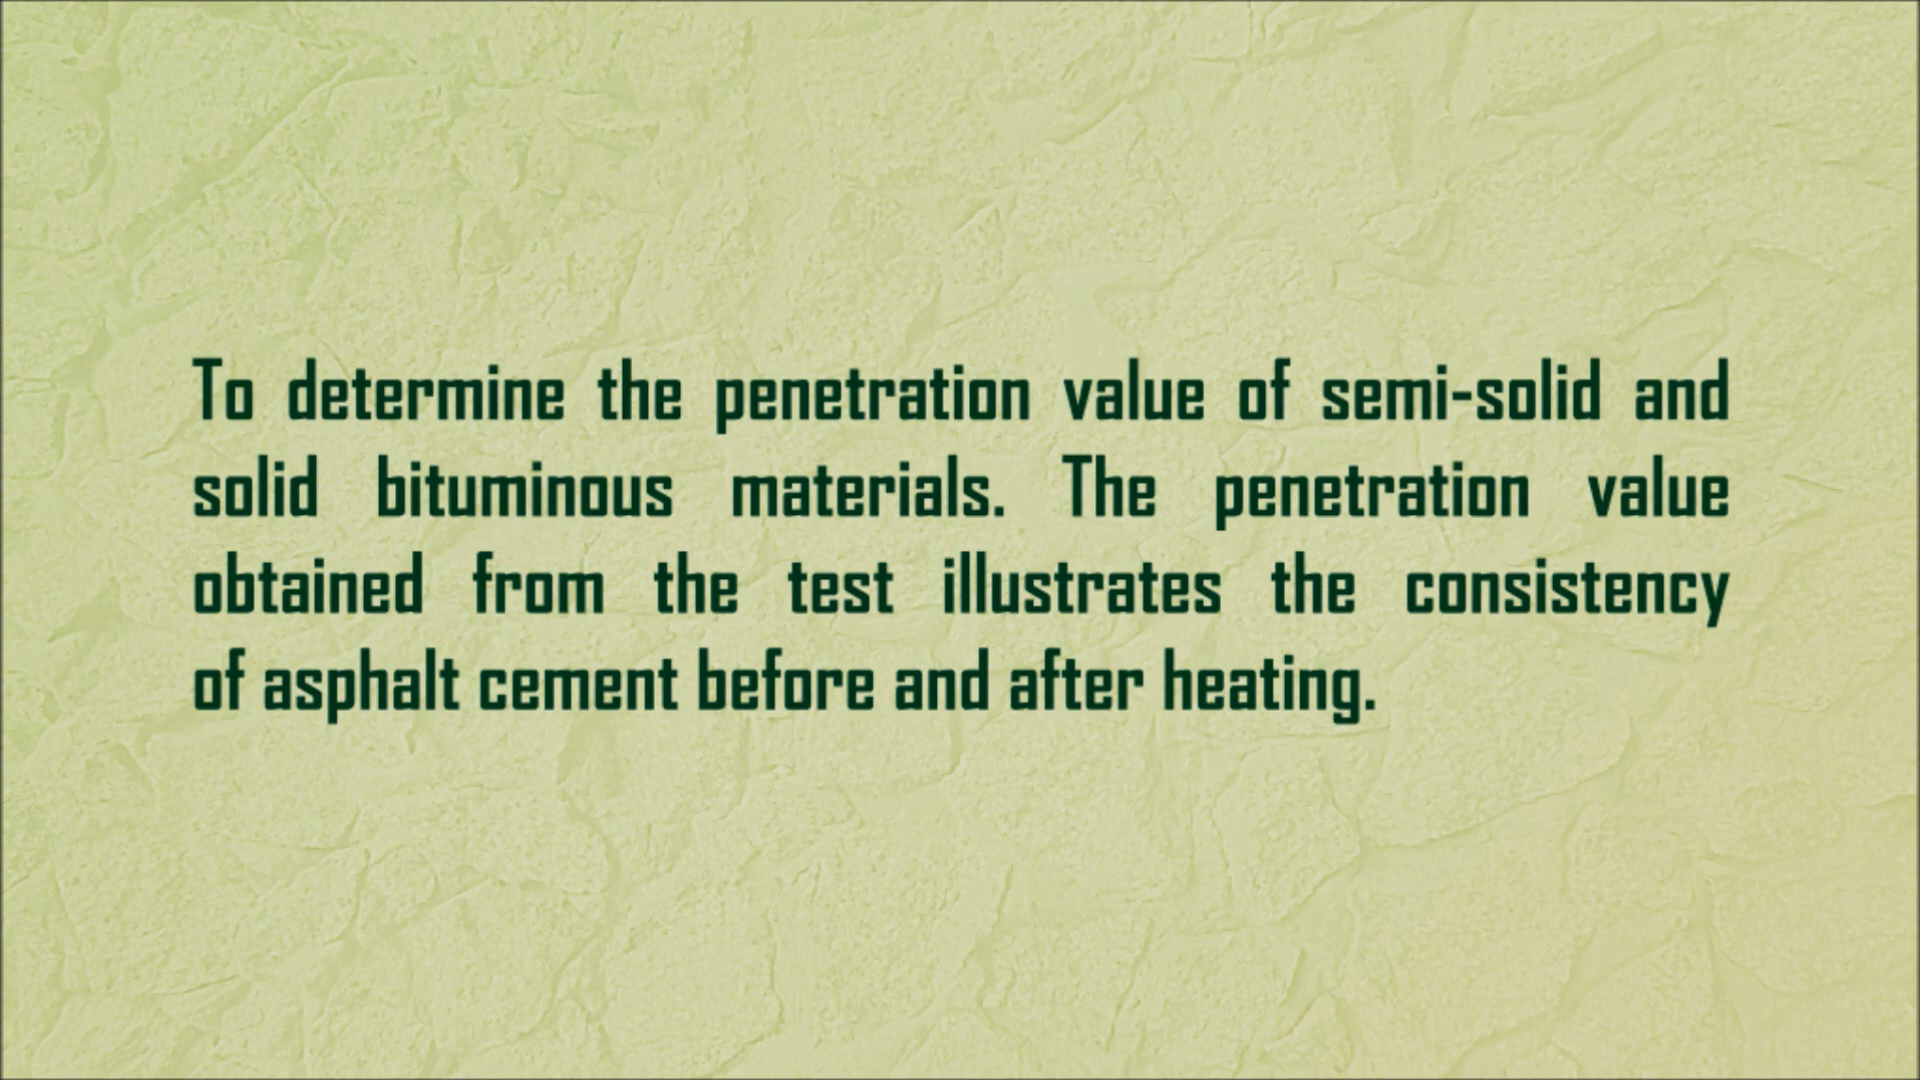 To determine the penetration value of semi-solid and
solid bituminous materials. The penetration value
obtained from the test illustrates the consistency
of asphalt cement before and after heating.